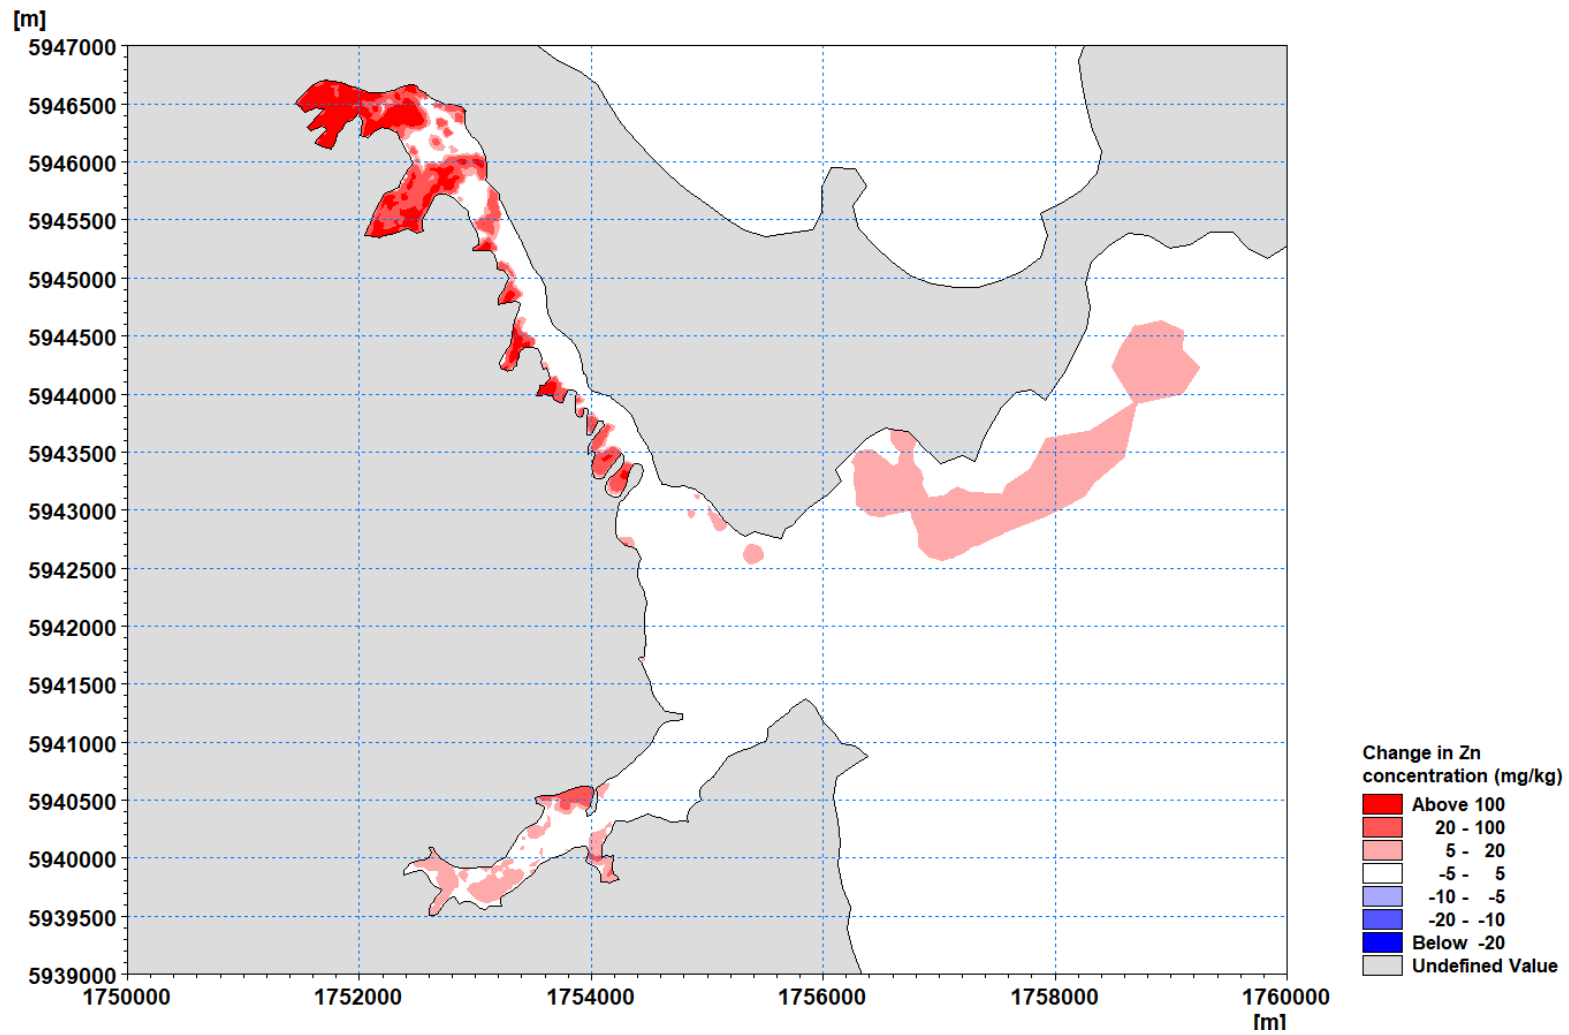 [m]
5947000
5946500
5946000
5945500
5945000
5944500
5944000
5943500
5943000
5942500
5942000
5941500
5941000
5940500
5940000
5939500
5939000
1750000 1752000 1754000 1756000 1758000 1760000
[m]
Change in Zn
concentration (mg/kg)
Above 100
20 - 100
5 - 20
-5 - 5
-10 - -5
-20 - -10
Below -20
Undefined Value